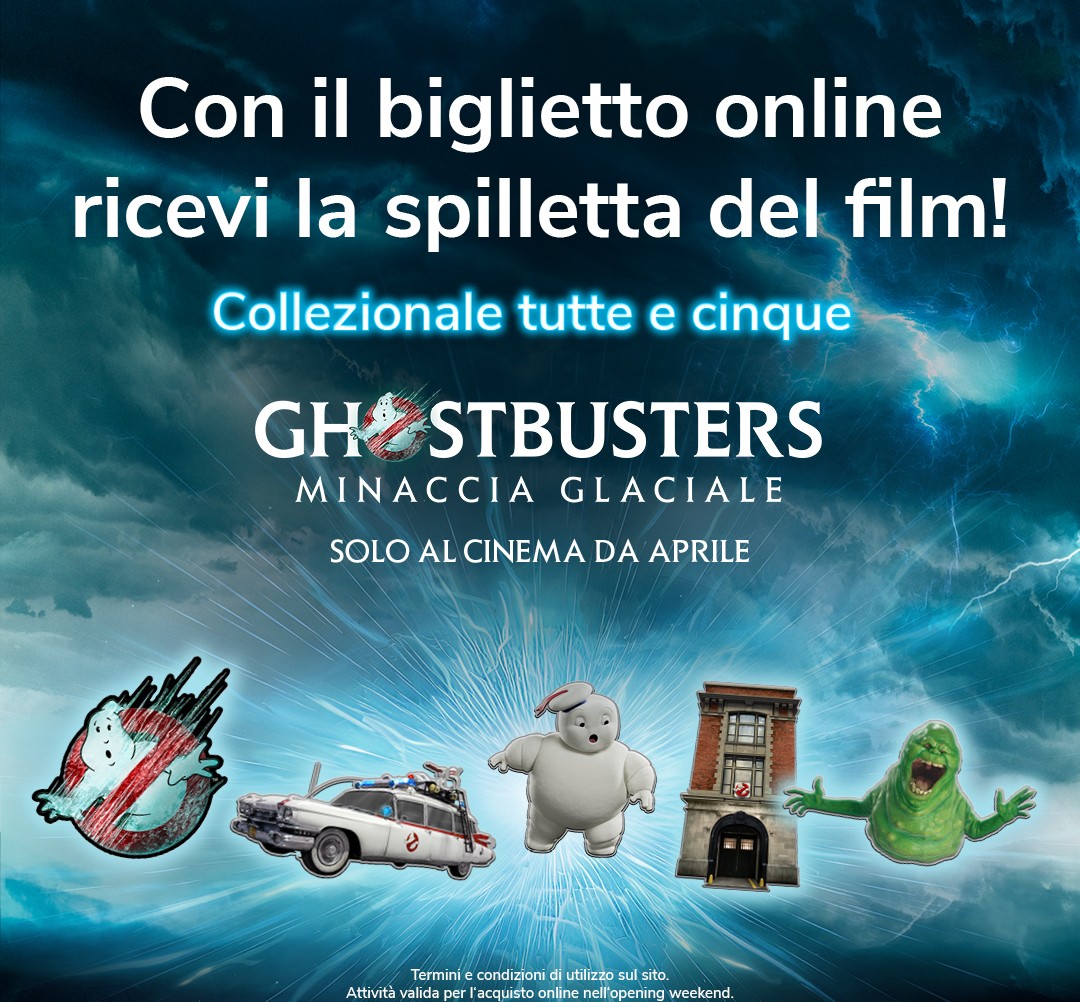 Con il biglietto online
ricevi la spilletta del film!
Collezionale tutte e cinque
GHOSTBUSTERS
MINACCIA GLACIALE
SOLO AL CINEMA DA APRILE
Termini e condizioni di utilizzo sul sito.
Attività valida per l'acquisto online nell'opening weekend.